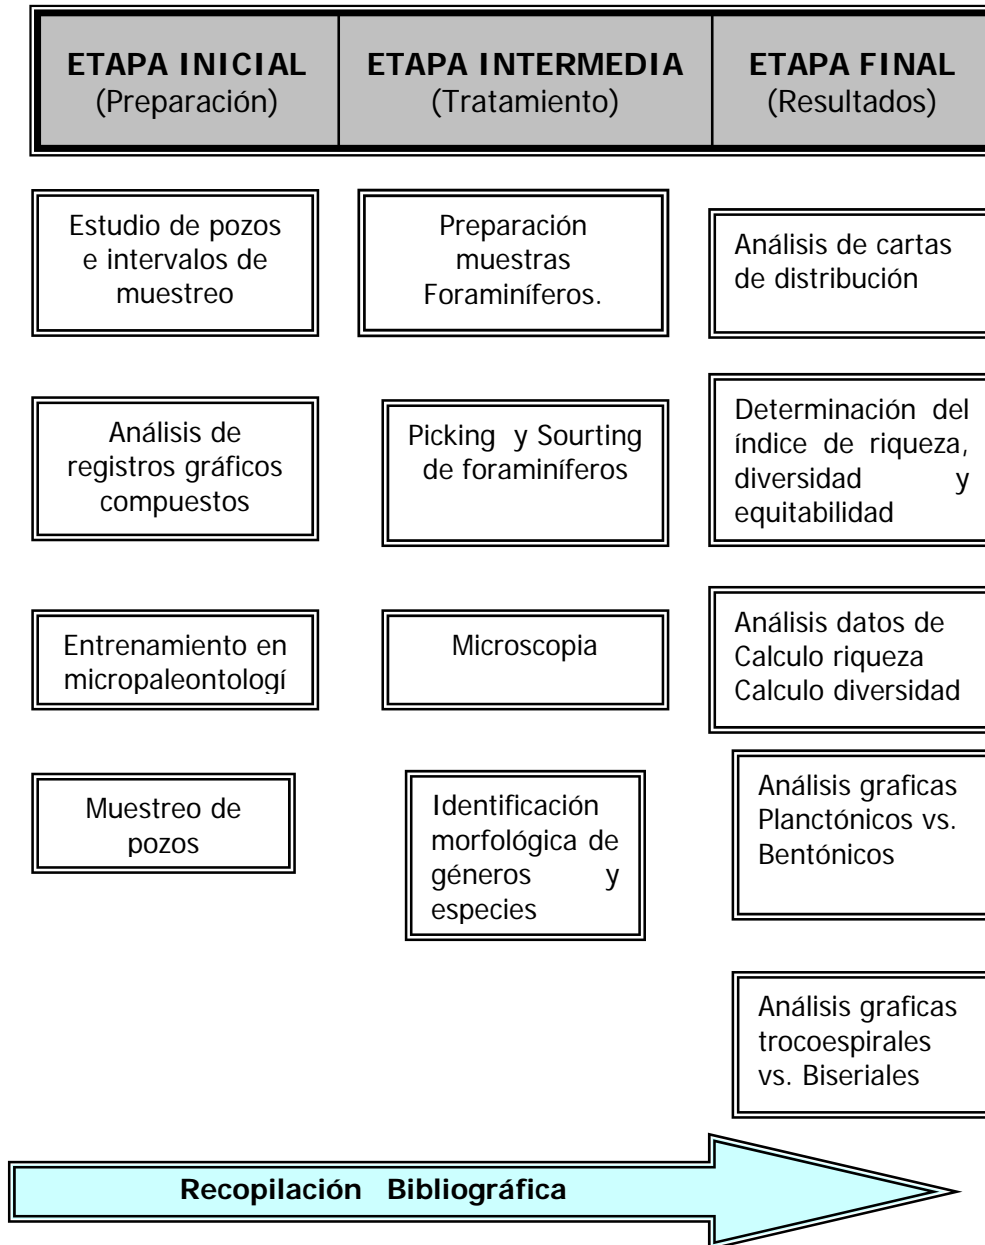 ETAPA INICIAL
(Preparación)
ETAPA INTERMEDIA
(Tratamiento)
ETAPA FINAL
(Resultados)
Estudio de pozos
e intervalos de
muestreo
Preparación
muestras
Foraminíferos.
Análisis de cartas
de distribución
Análisis de
registros gráficos
compuestos
Picking y Sourting
de foraminíferos
Determinación del
índice de riqueza,
diversidad y
equitabilidad
Entrenamiento en
micropaleontologí
Microscopia
Análisis datos de
Calculo riqueza
Calculo diversidad
Muestreo de
pozos
Identificación
morfológica de
géneros y
especies
Análisis graficas
Planctónicos vs.
Bentónicos
Análisis graficas
trocoespirales
vs. Biseriales
Recopilación Bibliográfica